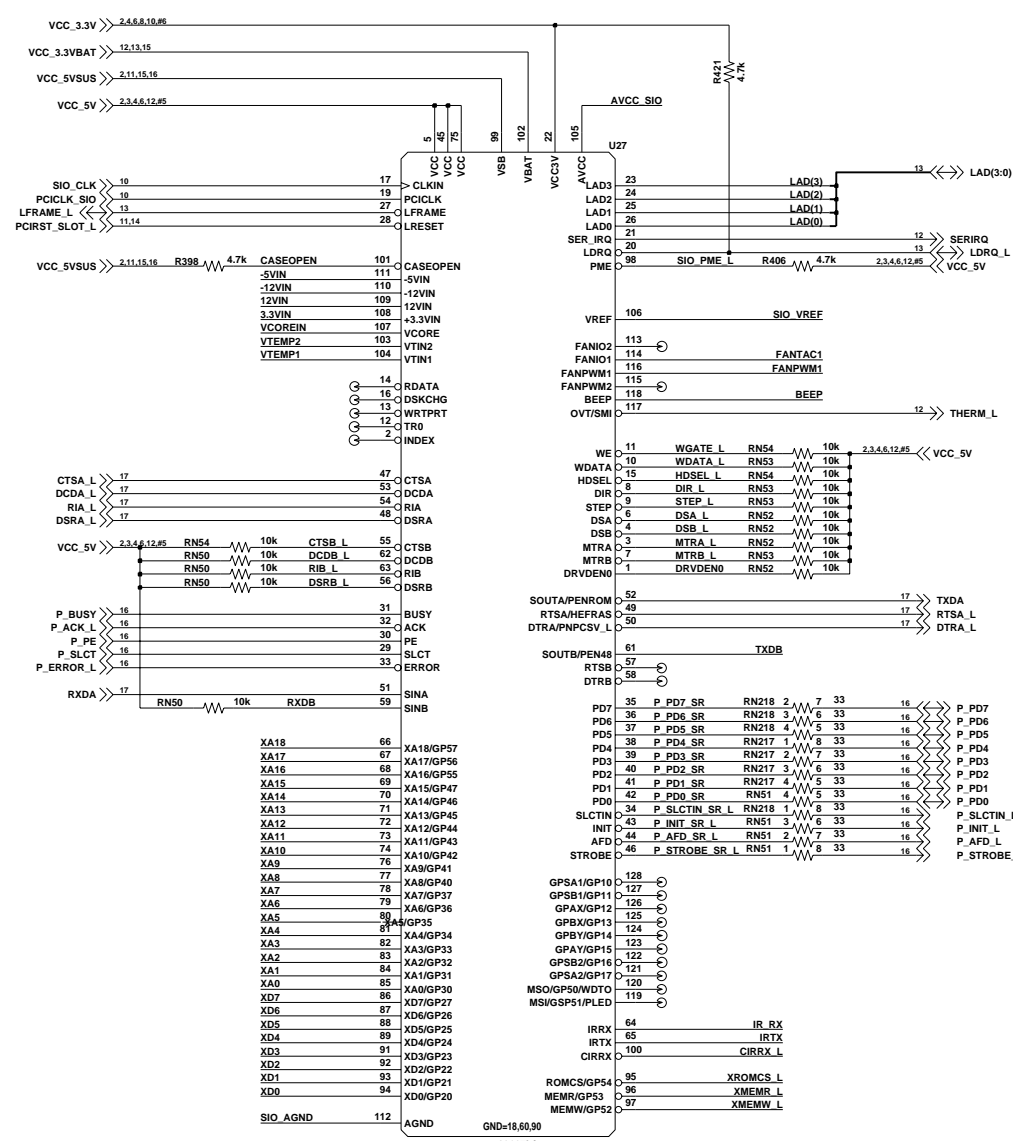 VCC_3.3V 2,4,6,8,10,#6
VCC_3.3VBAT 12,13,15
VCC_5VSUS 2,11,15,16
VCC_5V 2,3,4,6,12,#5
R421 4.7k
AVCC_SIO
5 45 75 99 102 22 105
VCC VCC VCC VSB VBAT VCC3V AVCC
U27
SIO_CLK 10 17 CLKIN
PCICLK_SIO 10 19 PCICLK
LFRAME_L 13 27 LFRAME
PCIRST_SLOT_L 11,14 28 LRESET
LAD3 23 LAD(3) 13 LAD(3:0)
LAD2 24 LAD(2)
LAD1 25 LAD(1)
LAD0 26 LAD(0)
SER_IRQ 21 12 SERIRQ
LDRQ 20 13 LDRQ_L
PME 98 SIO_PME_L R406 4.7k 2,3,4,6,12,#5 VCC_5V
VCC_5VSUS 2,11,15,16 R398 4.7k CASEOPEN 101 CASEOPEN
-5VIN 111 -5VIN
-12VIN 110 -12VIN
12VIN 109 12VIN
3.3VIN 108 +3.3VIN
VCOREIN 107 VCORE
VTEMP2 103 VTIN2
VTEMP1 104 VTIN1
VREF 106 SIO_VREF
FANIO2 113
FANIO1 114 FANTAC1
FANPWM1 116 FANPWM1
FANPWM2 115
BEEP 118 BEEP
OVT/SMI 117 12 THERM_L
14 RDATA
16 DSKCHG
13 WRTPRT
12 TR0
2 INDEX
WE 11 WGATE_L RN54 10k 2,3,4,6,12,#5 VCC_5V
WDATA 10 WDATA_L RN53 10k
HDSEL 15 HDSEL_L RN54 10k
DIR 8 DIR_L RN53 10k
STEP 9 STEP_L RN53 10k
DSA 6 DSA_L RN52 10k
DSB 4 DSB_L RN52 10k
MTRA 3 MTRA_L RN52 10k
MTRB 7 MTRB_L RN53 10k
DRVDEN0 1 DRVDEN0 RN52 10k
CTSA_L 17 47 CTSA
DCDA_L 17 53 DCDA
RIA_L 17 54 RIA
DSRA_L 17 48 DSRA
VCC_5V 2,3,4,6,12,#5 RN54 10k CTSB_L 55 CTSB
RN50 10k DCDB_L 62 DCDB
RN50 10k RIB_L 63 RIB
RN50 10k DSRB_L 56 DSRB
SOUTA/PENROM 52 17 TXDA
RTSA/HEFRAS 49 17 RTSA_L
DTRA/PNPCSV_L 50 17 DTRA_L
SOUTB/PEN48 61 TXDB
RTSB 57
DTRB 58
P_BUSY 16 31 BUSY
P_ACK_L 16 32 ACK
P_PE 16 30 PE
P_SLCT 16 29 SLCT
P_ERROR_L 16 33 ERROR
RXDA 17 51 SINA
RN50 10k RXDB 59 SINB
PD7 35 P_PD7_SR RN218 2 7 33 16 P_PD7
PD6 36 P_PD6_SR RN218 3 6 33 16 P_PD6
PD5 37 P_PD5_SR RN218 4 5 33 16 P_PD5
PD4 38 P_PD4_SR RN217 1 8 33 16 P_PD4
PD3 39 P_PD3_SR RN217 2 7 33 16 P_PD3
PD2 40 P_PD2_SR RN217 3 6 33 16 P_PD2
PD1 41 P_PD1_SR RN217 4 5 33 16 P_PD1
PD0 42 P_PD0_SR RN51 4 5 33 16 P_PD0
SLCTIN 34 P_SLCTIN_SR_L RN218 1 8 33 16 P_SLCTIN_
INIT 43 P_INIT_SR_L RN51 3 6 33 16 P_INIT_L
AFD 44 P_AFD_SR_L RN51 2 7 33 16 P_AFD_L
STROBE 46 P_STROBE_SR_L RN51 1 8 33 16 P_STROBE_
XA18 66 XA18/GP57
XA17 67 XA17/GP56
XA16 68 XA16/GP55
XA15 69 XA15/GP47
XA14 70 XA14/GP46
XA13 71 XA13/GP45
XA12 72 XA12/GP44
XA11 73 XA11/GP43
XA10 74 XA10/GP42
XA9 76 XA9/GP41
XA8 77 XA8/GP40
XA7 78 XA7/GP37
XA6 79 XA6/GP36
XA5 80 XA5/GP35
XA4 81 XA4/GP34
XA3 82 XA3/GP33
XA2 83 XA2/GP32
XA1 84 XA1/GP31
XA0 85 XA0/GP30
XD7 86 XD7/GP27
XD6 87 XD6/GP26
XD5 88 XD5/GP25
XD4 89 XD4/GP24
XD3 91 XD3/GP23
XD2 92 XD2/GP22
XD1 93 XD1/GP21
XD0 94 XD0/GP20
SIO_AGND 112 AGND
GPSA1/GP10 128
GPSB1/GP11 127
GPAX/GP12 126
GPBX/GP13 125
GPBY/GP14 124
GPAY/GP15 123
GPSB2/GP16 122
GPSA2/GP17 121
MSO/GP50/WDTO 120
MSI/GSP51/PLED 119
IRRX 64 IR_RX
IRTX 65 IRTX
CIRRX 100 CIRRX_L
ROMCS/GP54 95 XROMCS_L
MEMR/GP53 96 XMEMR_L
MEMW/GP52 97 XMEMW_L
GND=18,60,90